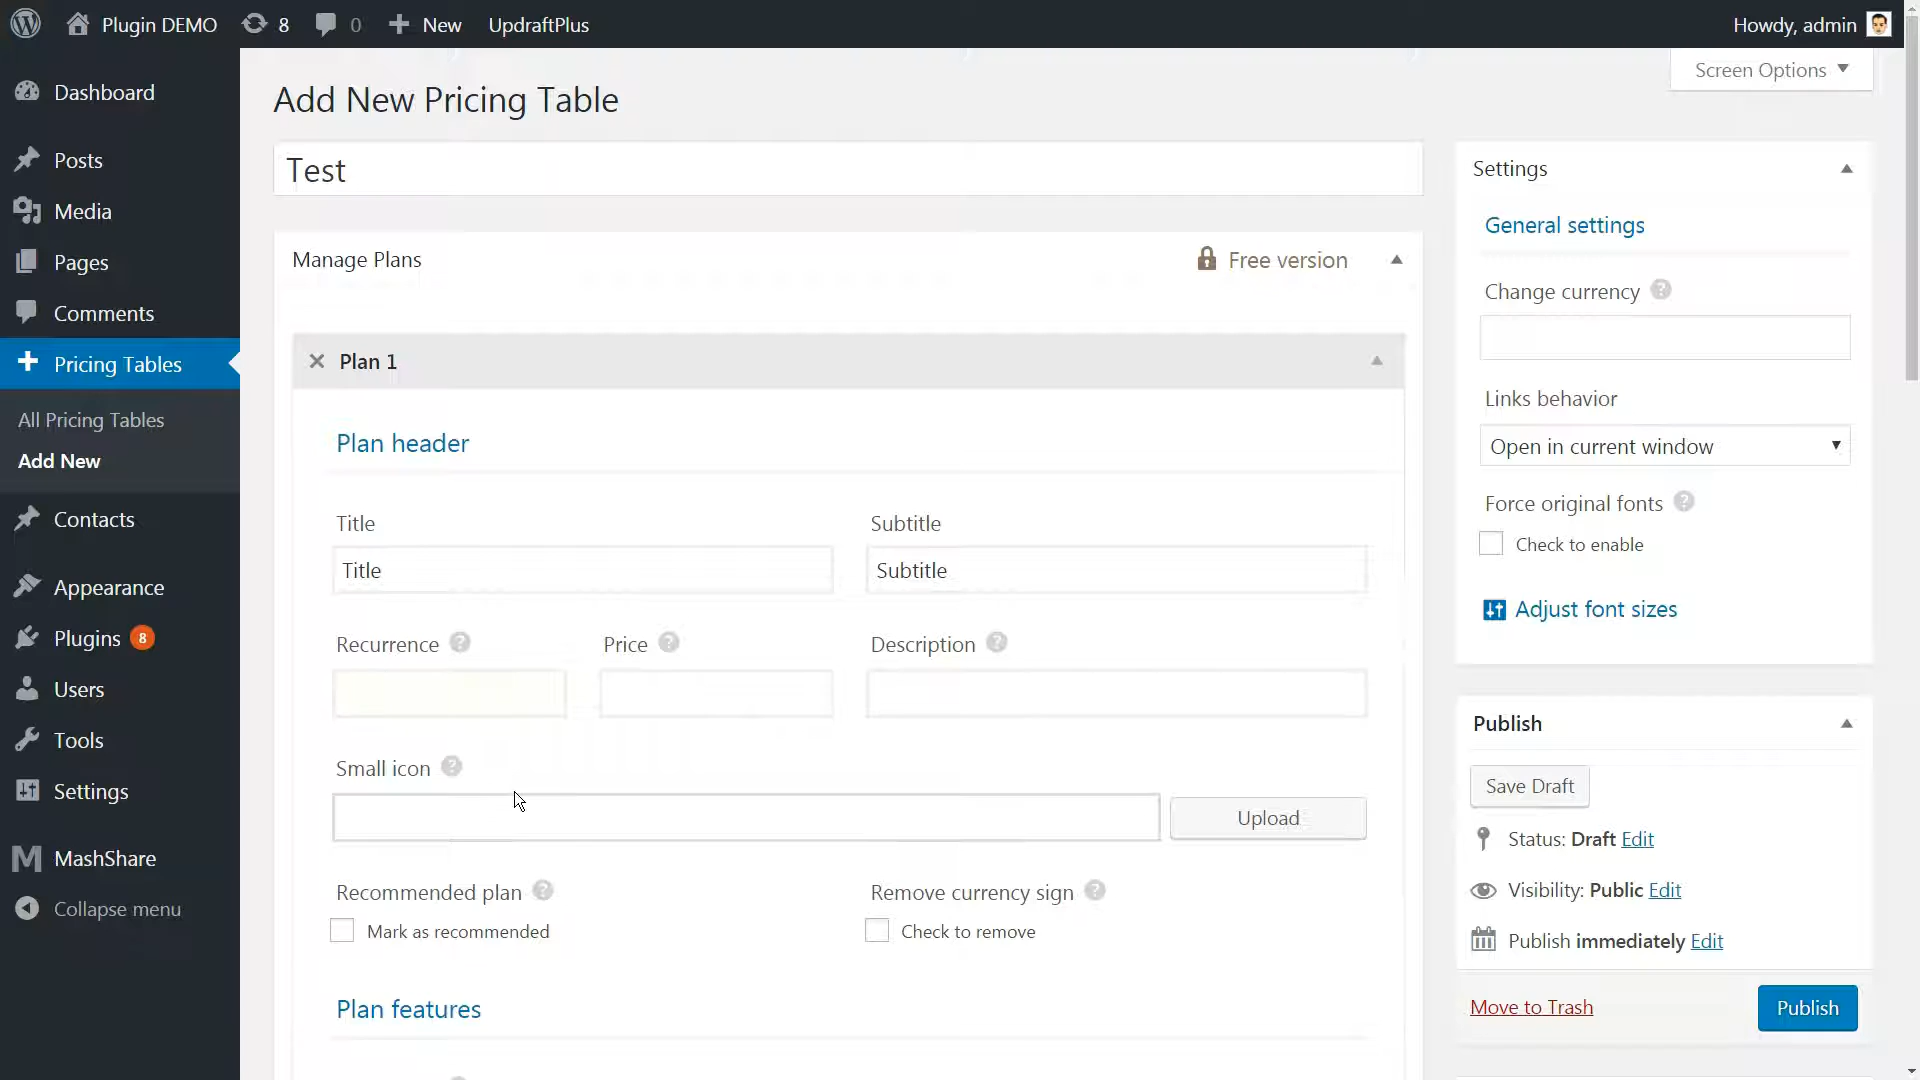 Plugin DEMO 8 0 New UpdraftPlus Howdy, admin
Screen Options
Dashboard
Posts
Media
Pages
Comments
Pricing Tables
All Pricing Tables
Add New
Contacts
Appearance
Plugins 8
Users
Tools
Settings
MashShare
Collapse menu
Add New Pricing Table
Test
Manage Plans Free version
Plan 1
Plan header
Title Subtitle
Title Subtitle
Recurrence ? Price ? Description ?
Small icon ?
Upload
Recommended plan ? Remove currency sign ?
Mark as recommended Check to remove
Plan features
Settings
General settings
Change currency ?
Links behavior
Open in current window
Force original fonts ?
Check to enable
Adjust font sizes
Publish
Save Draft
Status: Draft Edit
Visibility: Public Edit
Publish immediately Edit
Move to Trash Publish